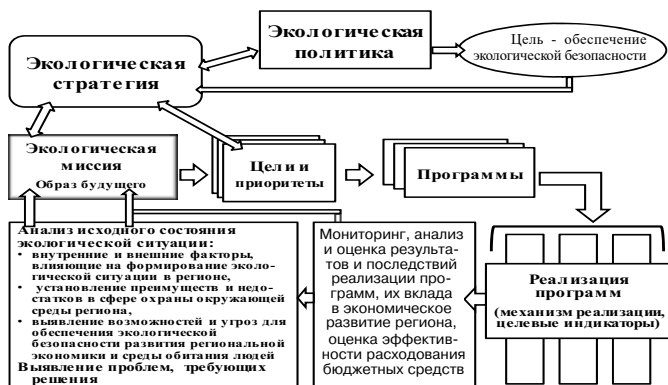 Экологическая
политика
Цель - обеспечение
экологической безопасности
Экологическая
стратегия
Экологическая
миссия
Образ будущего
Цели и
приоритеты
Программы
Анализ исходного состояния
экологической ситуации:
• внутренние и внешние факторы,
влияющие на формирование эколо-
гической ситуации в регионе,
• установление преимуществ и недо-
статков в сфере охраны окружающей
среды региона,
• выявление возможностей и угроз для
обеспечения экологической
безопасности развития региональной
экономики и среды обитания людей
Выявление проблем, требующих
решения
Мониторинг, анализ
и оценка результа-
тов и последствий
реализации про-
грамм, их вклада
в экономическое
развитие региона,
оценка эффектив-
ности расходования
бюджетных средств
Реализация
программ
(механизм реализации,
целевые индикаторы)